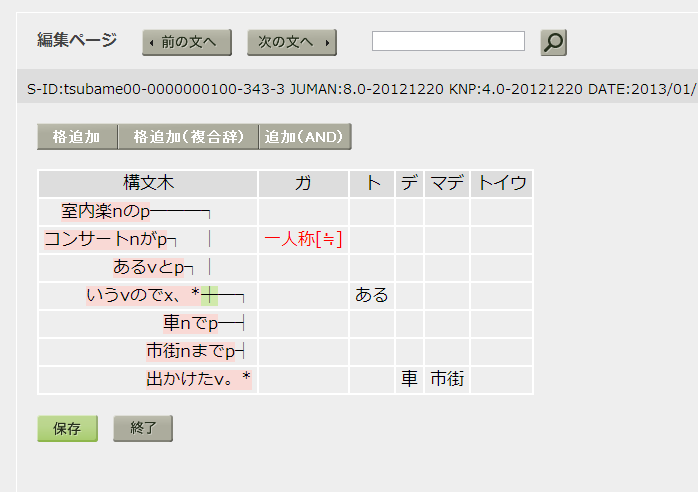 編集ページ 前の文へ 次の文へ
S-ID:tsubame00-0000000100-343-3 JUMAN:8.0-20121220 KNP:4.0-20121220 DATE:2013/01/
格追加 格追加(複合辞) 追加(AND)
構文木 ガ ト デ マデ トイウ
室内楽nのp
コンサートnがp 一人称[≒]
あるvとp
いうvのでx、* ある
車nでp
市街nまでp
出かけたv。* 車 市街
保存 終了